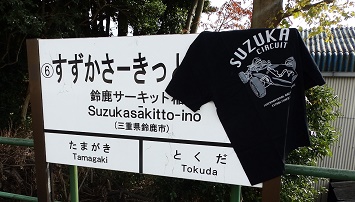 ⑥すずかさーきっ
鈴鹿サーキット稲
Suzukasākitto-ino
(三重県鈴鹿市)
たまがき とくだ
Tamagaki Tokuda
SUZUKA
CIRCUIT